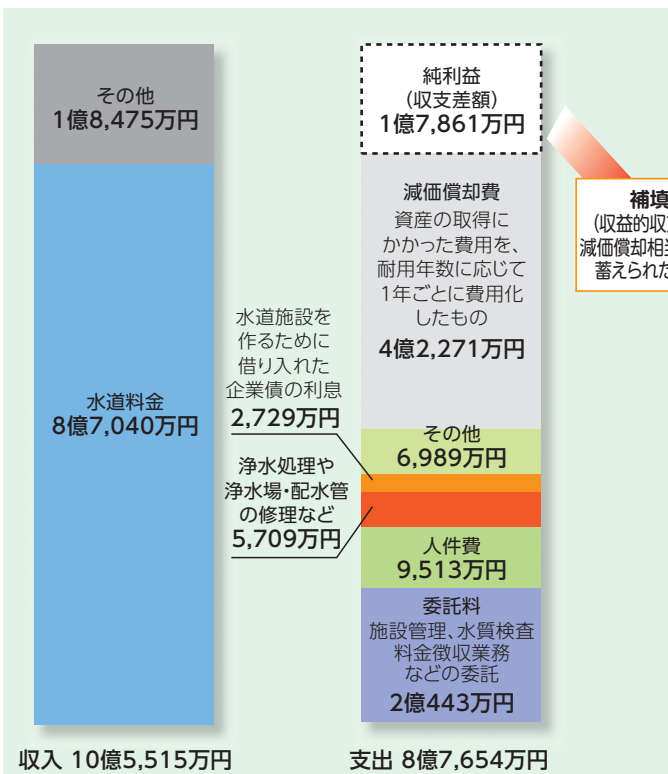 その他
1億8,475万円
水道料金
8億7,040万円
収入 10億5,515万円
純利益
(収支差額)
1億7,861万円
減価償却費
資産の取得に
かかった費用を、
耐用年数に応じて
1年ごとに費用化
したもの
4億2,271万円
その他
6,989万円
水道施設を
作るために
借り入れた
企業債の利息
2,729万円
浄水処理や
浄水場・配水管
の修理など
5,709万円
人件費
9,513万円
委託料
施設管理、水質検査
料金徴収業務
などの委託
2億443万円
支出 8億7,654万円
補填
(収益的収
減価償却相
蓄えられた